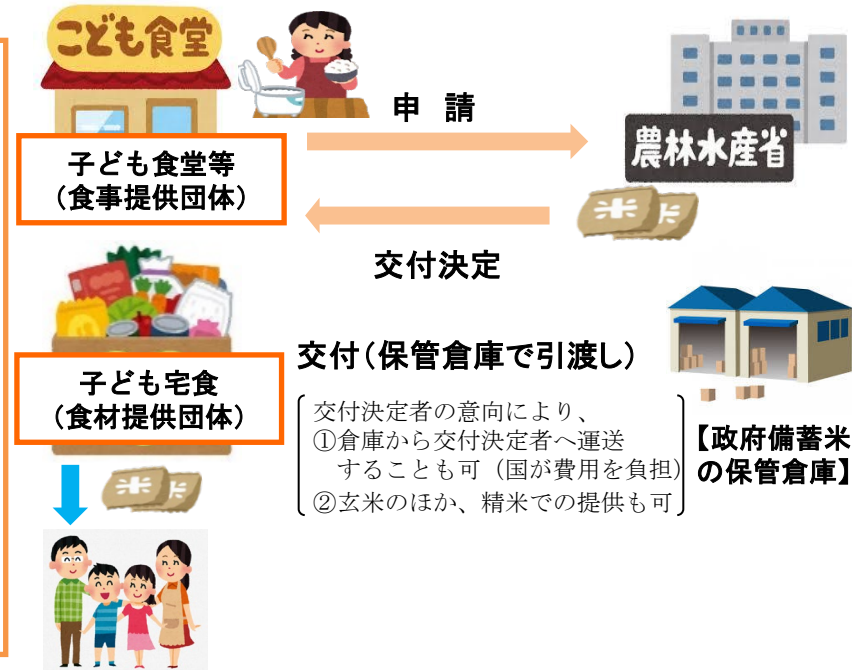 こども食堂
子ども食堂等
（食事提供団体）
申 請
農林水産省
米
米
交付決定
子ども宅食
（食材提供団体）
交付（保管倉庫で引渡し）
交付決定者の意向により、
①倉庫から交付決定者へ運送
することも可（国が費用を負担）
②玄米のほか、精米での提供も可
【政府備蓄米
の保管倉庫】
米
米